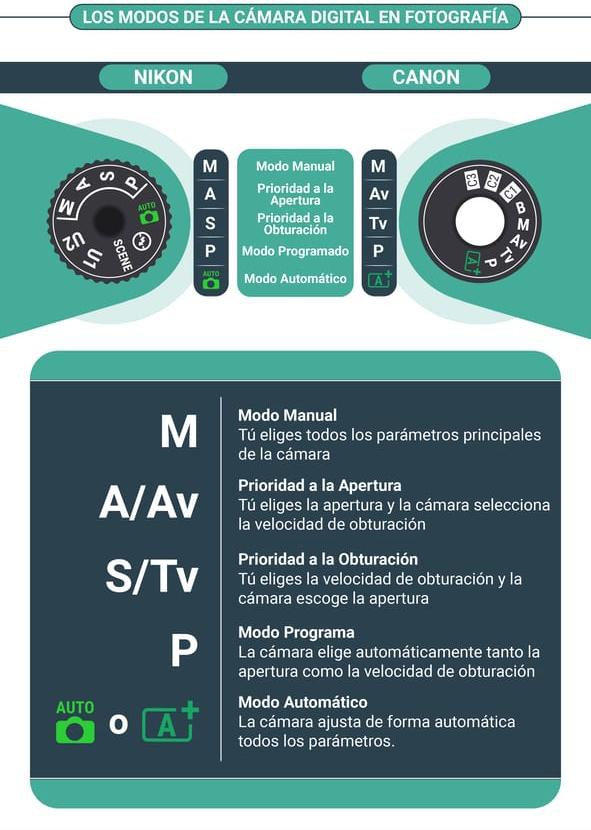 LOS MODOS DE LA CÁMARA DIGITAL EN FOTOGRAFÍA
NIKON
CANON
U1 U2 M A S P AUTO SCENE
M
A
S
P
AUTO
Modo Manual
Prioridad a la
Apertura
Prioridad a la
Obturación
Modo Programado
Modo Automático
M
Av
Tv
P
A+
C3 C2 C1 B M Av Tv P A+
M
Modo Manual
Tú eliges todos los parámetros principales
de la cámara
A/Av
Prioridad a la Apertura
Tú eliges la apertura y la cámara selecciona
la velocidad de obturación
S/Tv
Prioridad a la Obturación
Tú eliges la velocidad de obturación y la
cámara escoge la apertura
P
Modo Programa
La cámara elige automáticamente tanto la
apertura como la velocidad de obturación
AUTO o A+
Modo Automático
La cámara ajusta de forma automática
todos los parámetros.